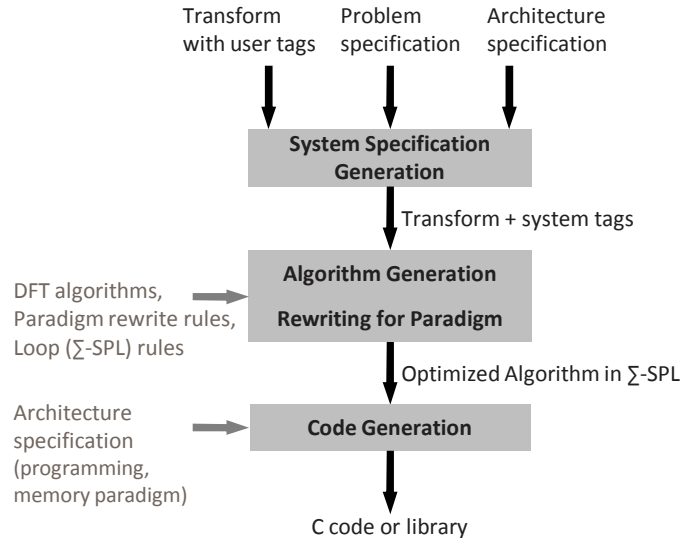 Transform
with user tags
Problem
specification
Architecture
specification
System Specification
Generation
Transform + system tags
Algorithm Generation
Rewriting for Paradigm
DFT algorithms,
Paradigm rewrite rules,
Loop (∑-SPL) rules
Optimized Algorithm in ∑-SPL
Architecture
specification
(programming,
memory paradigm)
Code Generation
C code or library